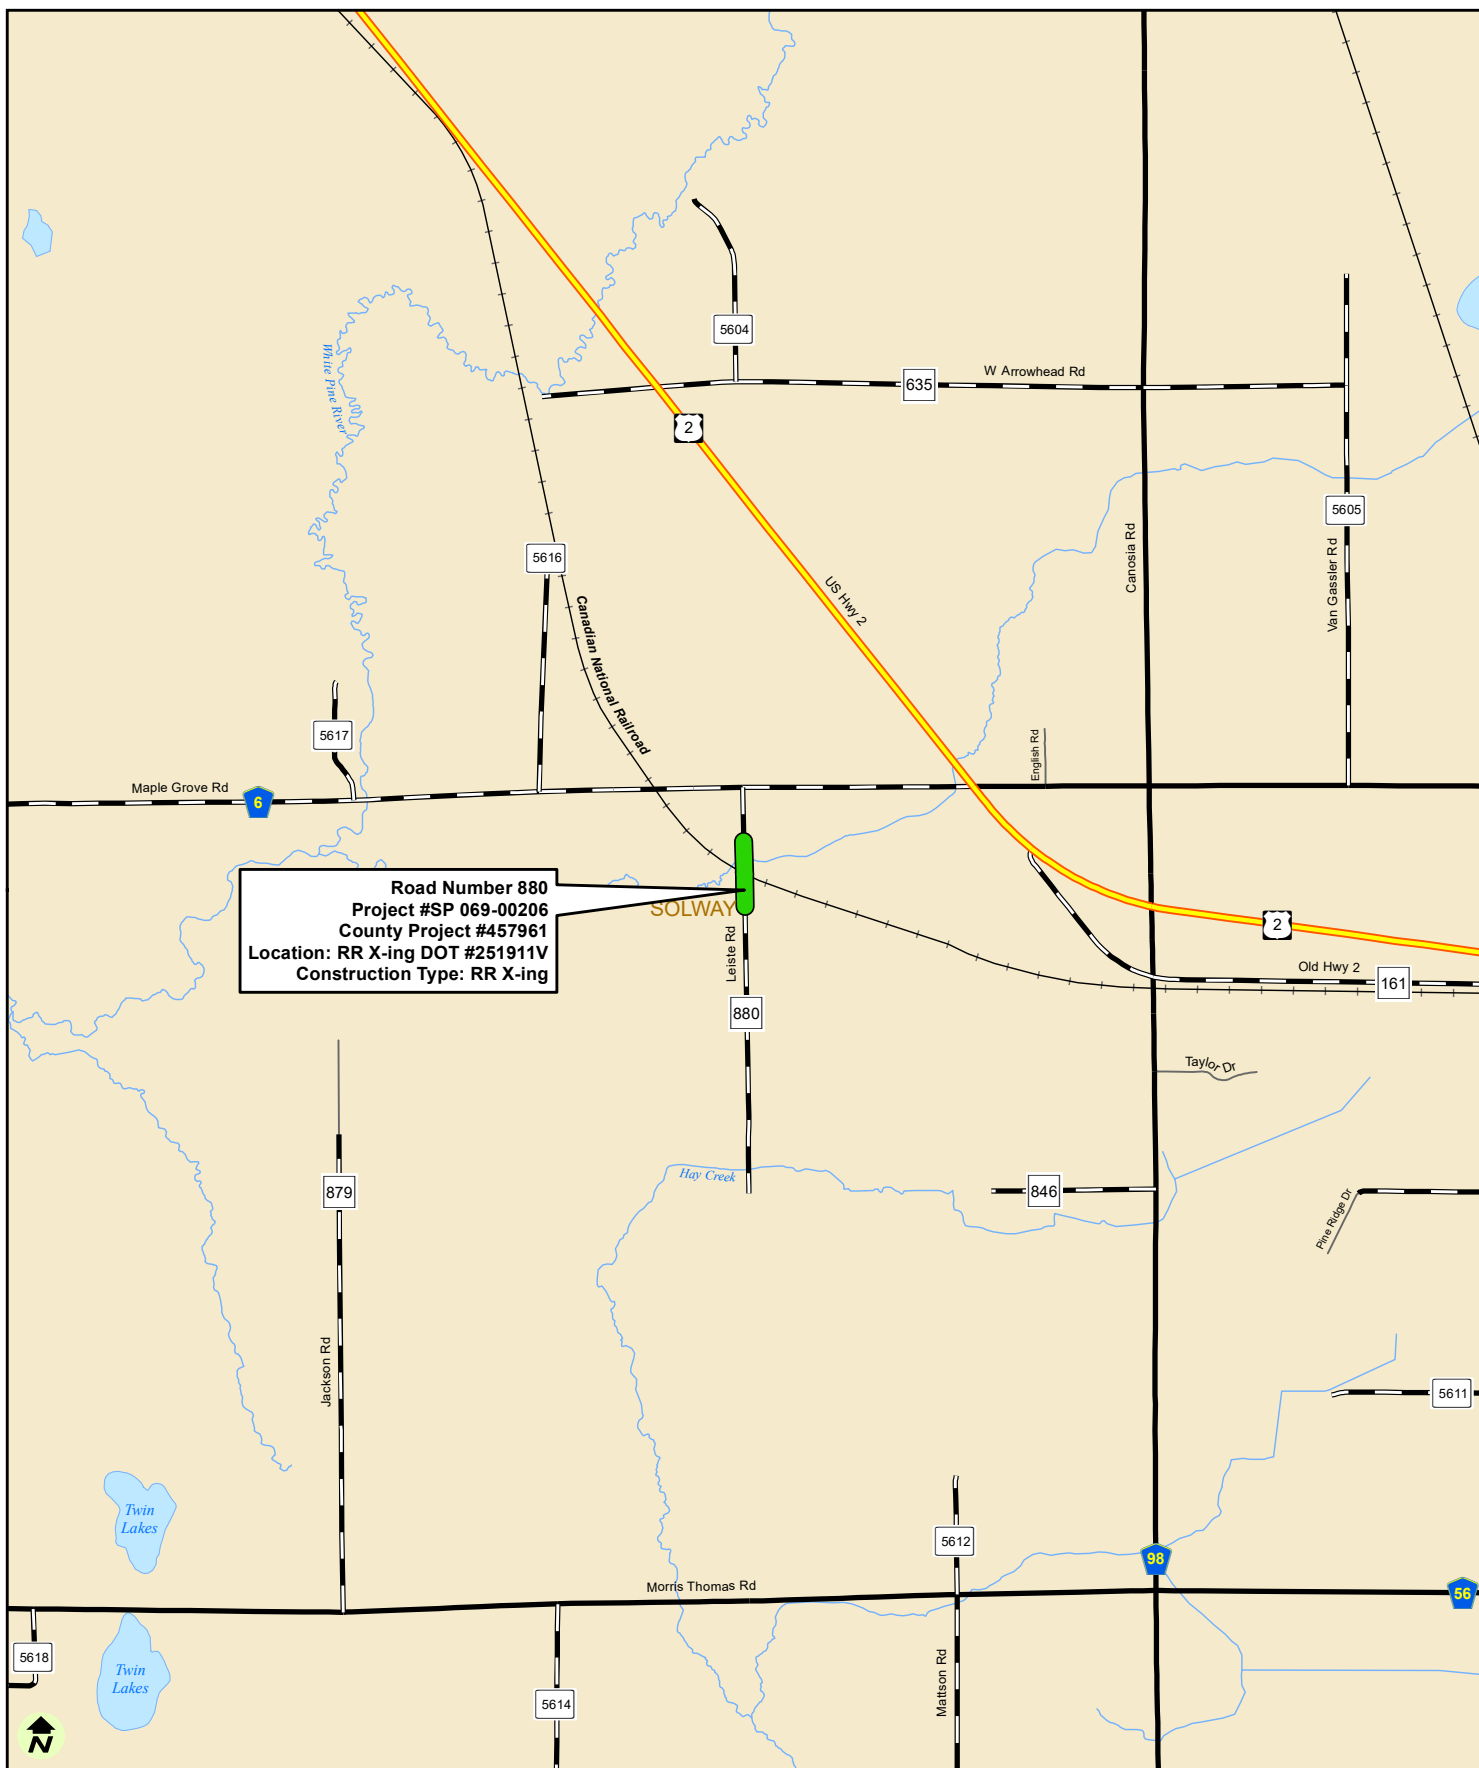 5604
W Arrowhead Rd
635
White Pine River
2
5605
Canosia Rd
Van Gassler Rd
5616
US Hwy 2
Canadian National Railroad
5617
English Rd
Maple Grove Rd
6
Road Number 880
Project #SP 069-00206
County Project #457961
Location: RR X-ing DOT #251911V
Construction Type: RR X-ing
SOLWAY
2
Leiste Rd
Old Hwy 2
161
880
Taylor Dr
Hay Creek
879
846
Pine Ridge Dr
Jackson Rd
5611
Twin
Lakes
5612
98
Morris Thomas Rd
56
5618
Twin
Lakes
Mattson Rd
5614
N